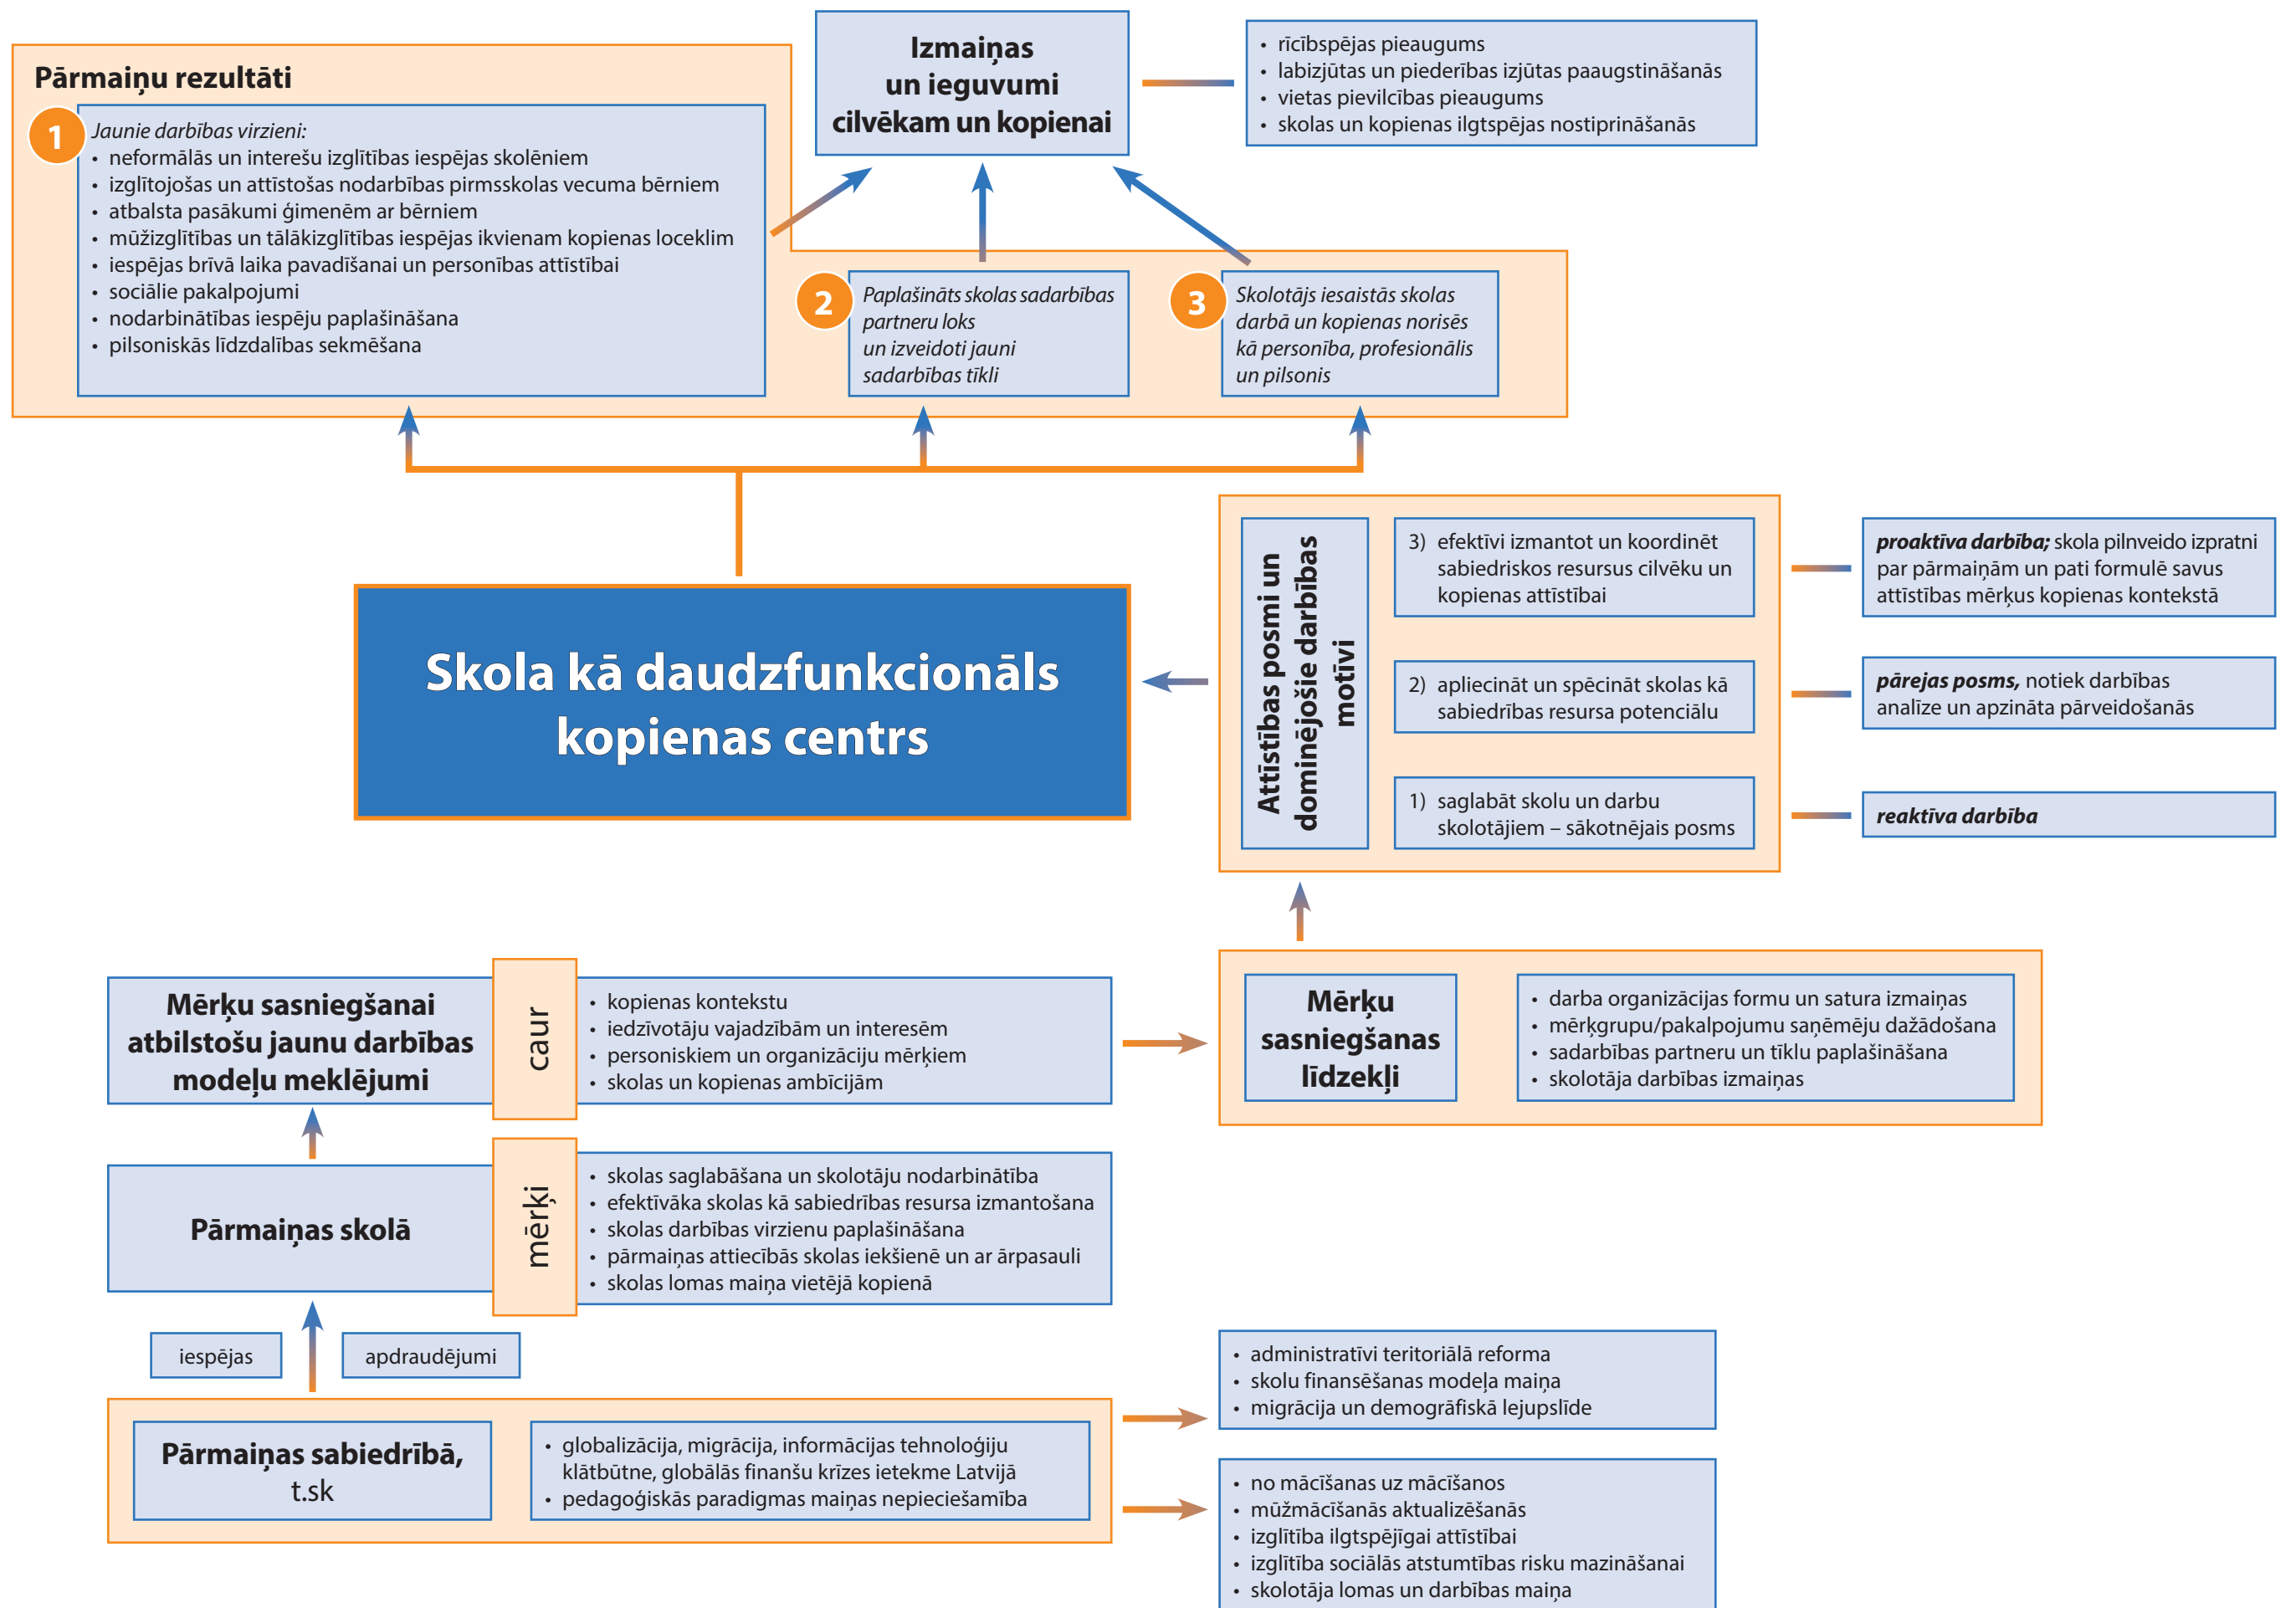 Pārmaiņu rezultāti
1
Jaunie darbības virzieni:
• neformālās un interešu izglītības iespējas skolēniem
• izglītojošas un attīstošas nodarbības pirmsskolas vecuma bērniem
• atbalsta pasākumi ģimenēm ar bērniem
• mūžizglītības un tālākizglītības iespējas ikvienam kopienas loceklim
• iespējas brīvā laika pavadīšanai un personības attīstībai
• sociālie pakalpojumi
• nodarbinātības iespēju paplašināšana
• pilsoniskās līdzdalības sekmēšana
Izmaiņas
un ieguvumi
cilvēkam un kopienai
• rīcībspējas pieaugums
• labizjūtas un piederības izjūtas paaugstināšanās
• vietas pievilcības pieaugums
• skolas un kopienas ilgtspējas nostiprināšanās
2
Paplašināts skolas sadarbības
partneru loks
un izveidoti jauni
sadarbības tīkli
3
Skolotājs iesaistās skolas
darbā un kopienas norisēs
kā personība, profesionālis
un pilsonis
Skola kā daudzfunkcionāls
kopienas centrs
Attīstības posmi un
dominējošie darbības
motīvi
3) efektīvi izmantot un koordinēt
sabiedriskos resursus cilvēku un
kopienas attīstībai
proaktīva darbība; skola pilnveido izpratni
par pārmaiņām un pati formulē savus
attīstības mērķus kopienas kontekstā
2) apliecināt un spēcināt skolas kā
sabiedrības resursa potenciālu
pārejas posms, notiek darbības
analīze un apzināta pārveidošanās
1) saglabāt skolu un darbu
skolotājiem – sākotnējais posms
reaktīva darbība
Mērķu sasniegšanai
atbilstošu jaunu darbības
modeļu meklējumi
caur
• kopienas kontekstu
• iedzīvotāju vajadzībām un interesēm
• personiskiem un organizāciju mērķiem
• skolas un kopienas ambīcijām
Mērķu
sasniegšanas
līdzekļi
• darba organizācijas formu un satura izmaiņas
• mērķgrupu/pakalpojumu saņēmēju dažādošana
• sadarbības partneru un tīklu paplašināšana
• skolotāja darbības izmaiņas
Pārmaiņas skolā
mērķi
• skolas saglabāšana un skolotāju nodarbinātība
• efektīvāka skolas kā sabiedrības resursa izmantošana
• skolas darbības virzienu paplašināšana
• pārmaiņas attiecībās skolas iekšienē un ar ārpasauli
• skolas lomas maiņa vietējā kopienā
iespējas
apdraudējumi
Pārmaiņas sabiedrībā,
t.sk
• globalizācija, migrācija, informācijas tehnoloģiju
klātbūtne, globālās finanšu krīzes ietekme Latvijā
• pedagoģiskās paradigmas maiņas nepieciešamība
• administratīvi teritoriālā reforma
• skolu finansēšanas modeļa maiņa
• migrācija un demogrāfiskā lejupslīde
• no mācīšanas uz mācīšanos
• mūžmācīšanās aktualizēšanās
• izglītība ilgtspējīgai attīstībai
• izglītība sociālās atstumtības risku mazināšanai
• skolotāja lomas un darbības maiņa